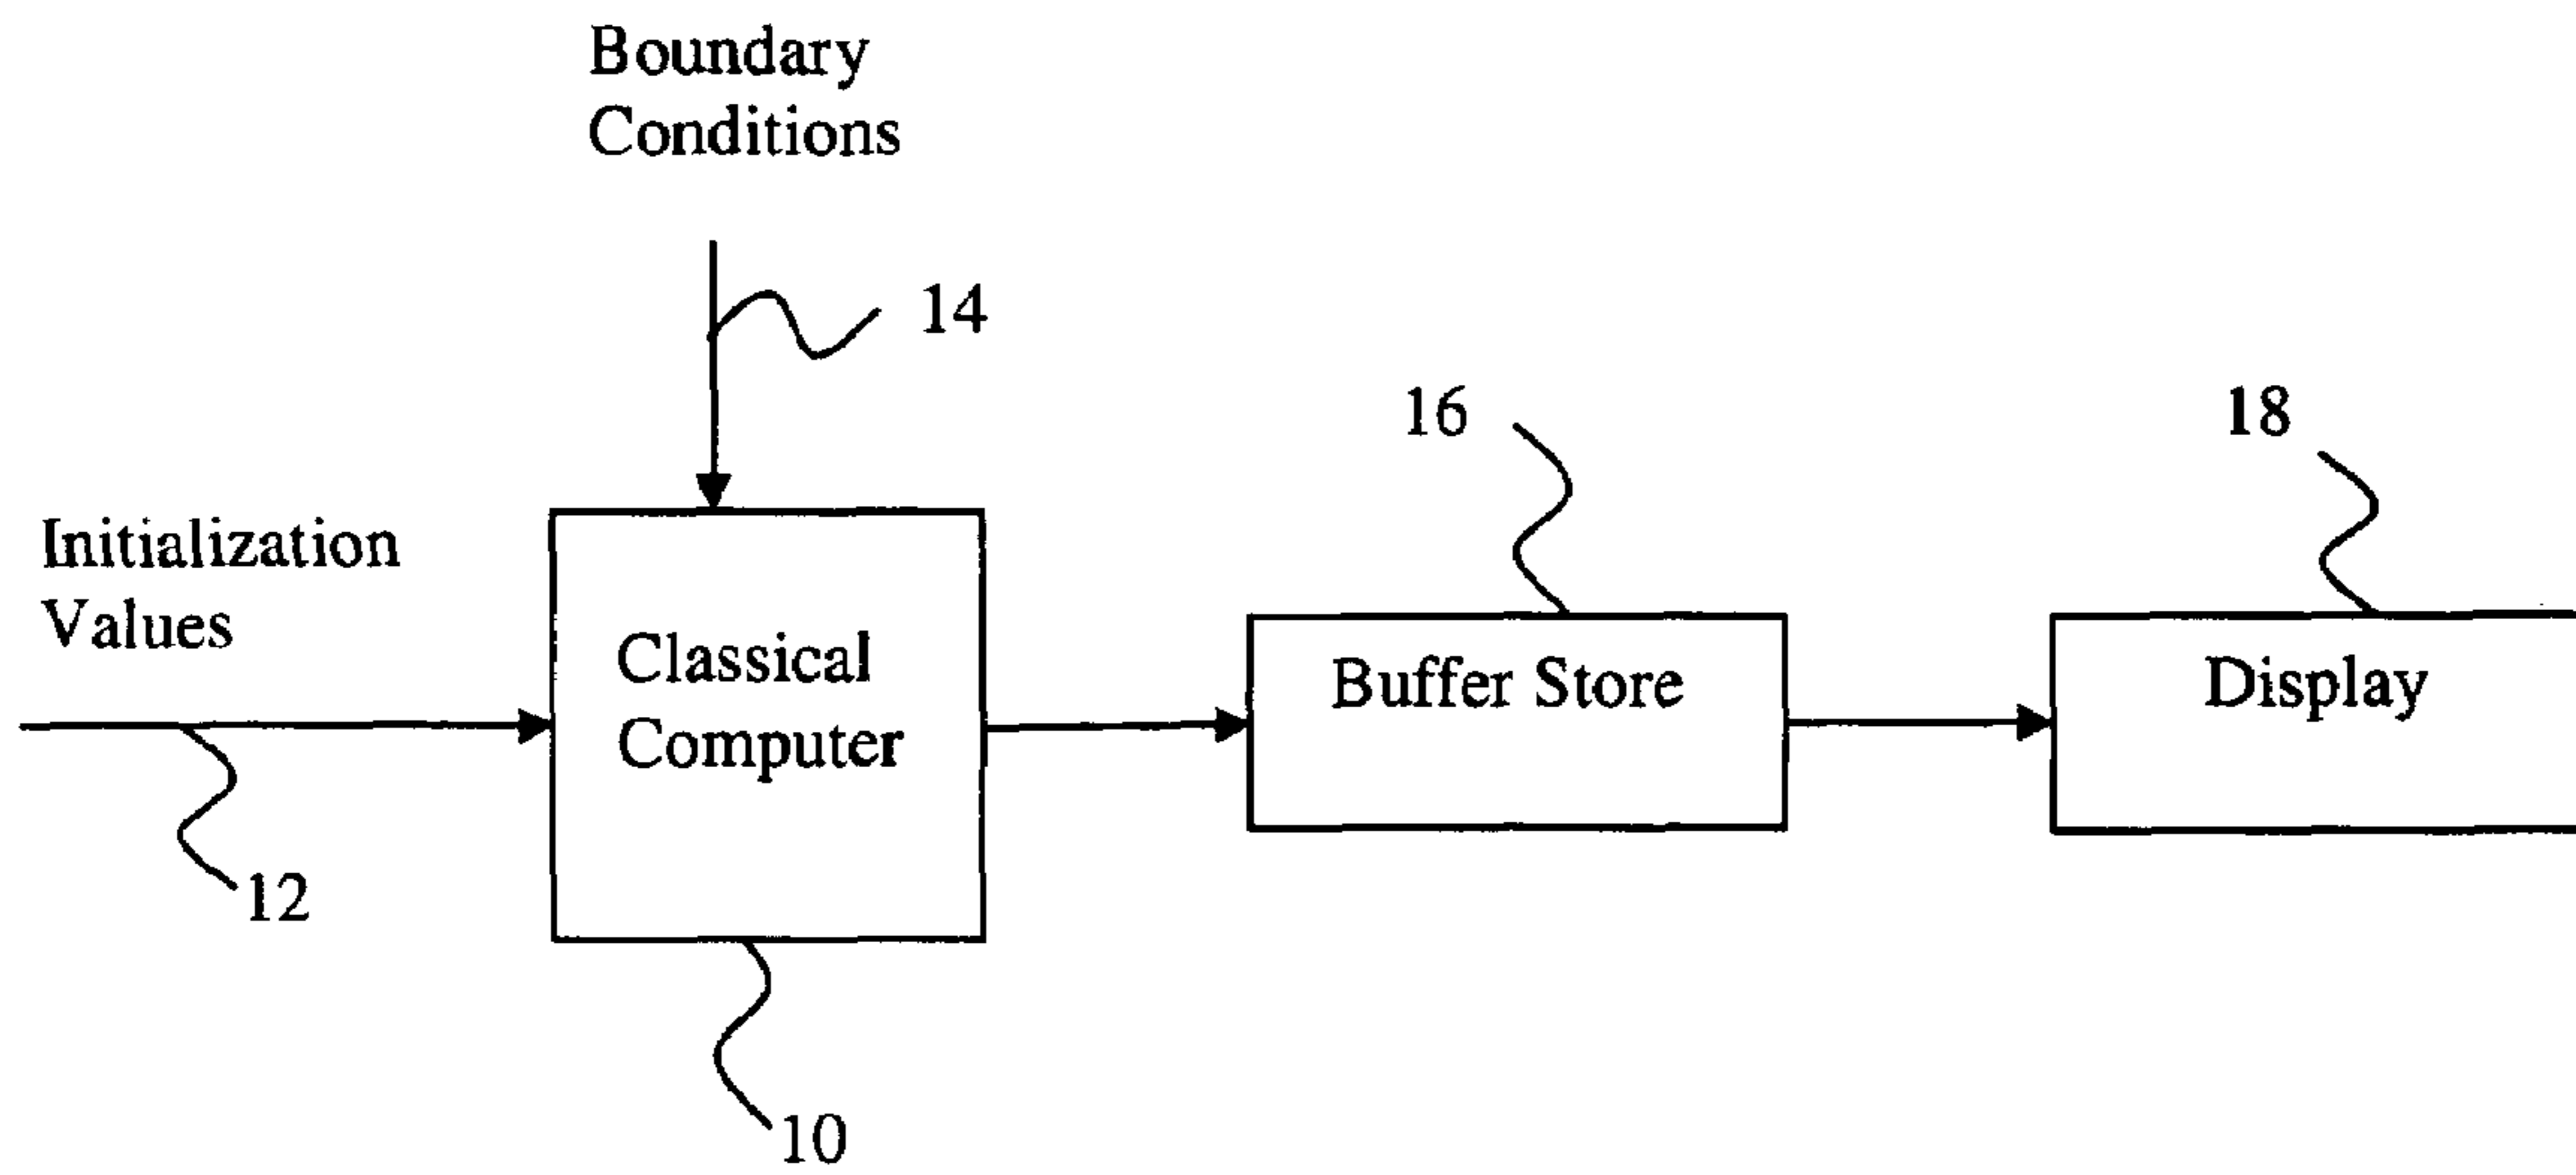 Boundary
Conditions
14
16
18
Initialization
Values
Classical
Computer
Buffer Store
Display
12
10